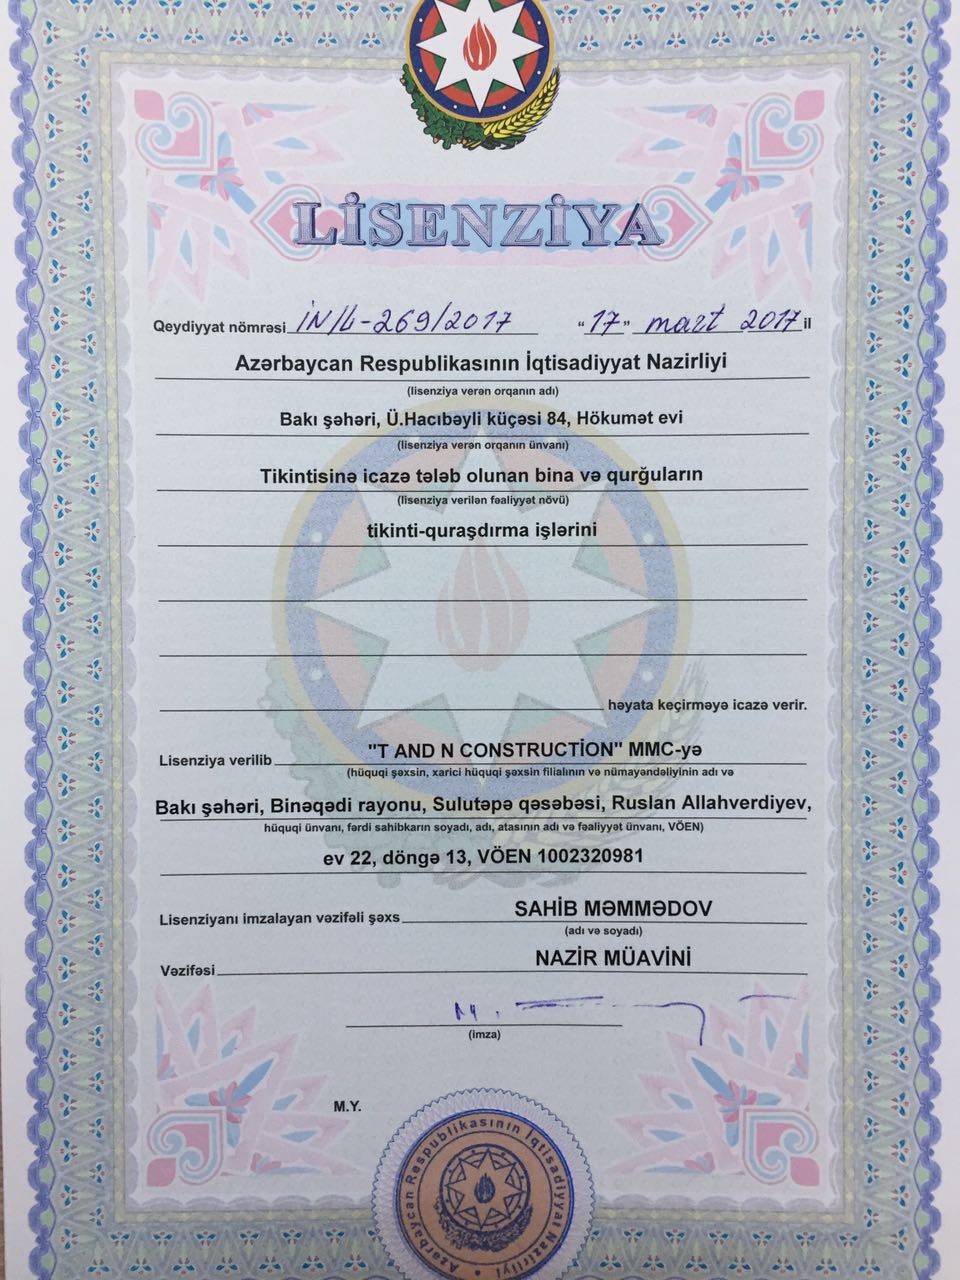 LİSENZİYA
Qeydiyyat nömrəsi İN/L-269/2017 "17" mart 2017 il
Azərbaycan Respublikasının İqtisadiyyat Nazirliyi
(lisenziya verən orqanın adı)
Bakı şəhəri, Ü.Hacıbəyli küçəsi 84, Hökumət evi
(lisenziya verən orqanın ünvanı)
Tikintisinə icazə tələb olunan bina və qurğuların
(lisenziya verilən fəaliyyət növü)
tikinti-quraşdırma işlərini
həyata keçirməyə icazə verir.
Lisenziya verilib "T AND N CONSTRUCTİON" MMC-yə
(hüquqi şəxsin, xarici hüquqi şəxsin filialının və nümayəndəliyinin adı və
Bakı şəhəri, Binəqədi rayonu, Sulutəpə qəsəbəsi, Ruslan Allahverdiyev,
hüquqi ünvanı, fərdi sahibkarın soyadı, adı, atasının adı və fəaliyyət ünvanı, VÖEN)
ev 22, döngə 13, VÖEN 1002320981
Lisenziyanı imzalayan vəzifəli şəxs SAHİB MƏMMƏDOV
(adı və soyadı)
Vəzifəsi NAZİR MÜAVİNİ
(imza)
M.Y.
Azərbaycan Respublikasının İqtisadiyyat Nazirliyi